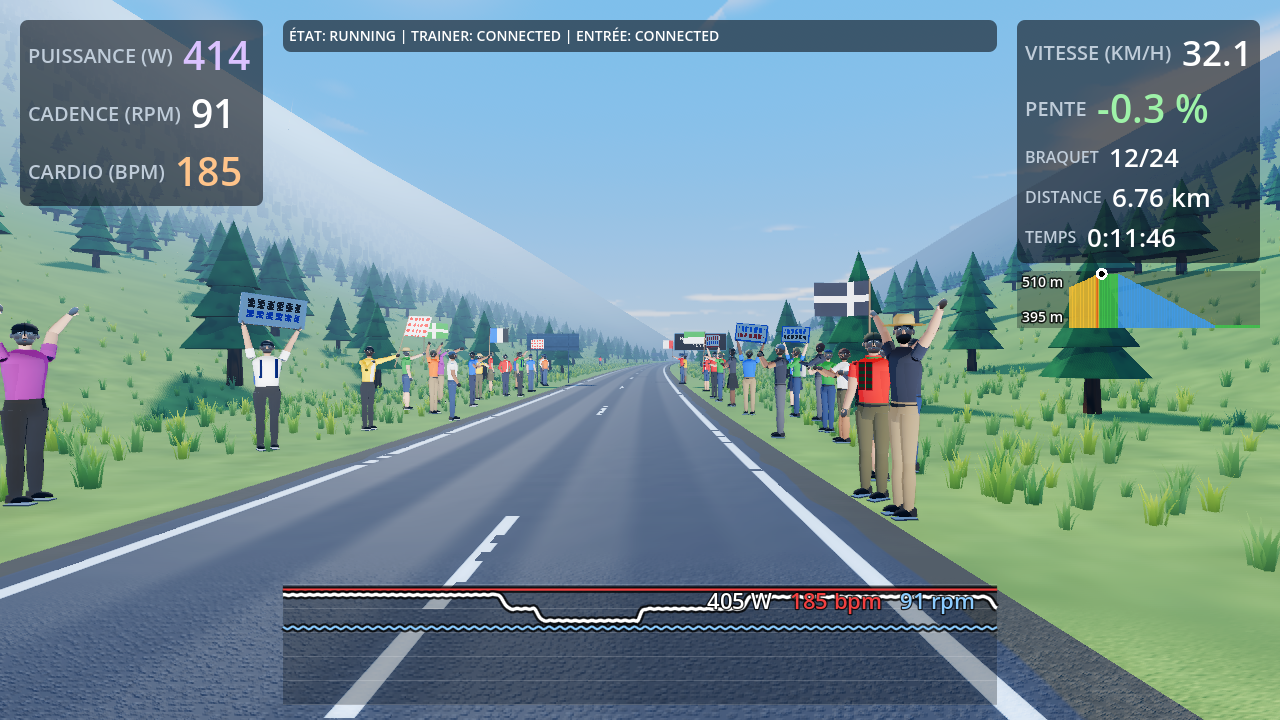 PUISSANCE (W) 414
CADENCE (RPM) 91
CARDIO (BPM) 185
ÉTAT: RUNNING | TRAINER: CONNECTED | ENTRÉE: CONNECTED
VITESSE (KM/H) 32.1
PENTE -0.3 %
BRAQUET 12/24
DISTANCE 6.76 km
TEMPS 0:11:46
510 m
395 m
405 W 185 bpm 91 rpm